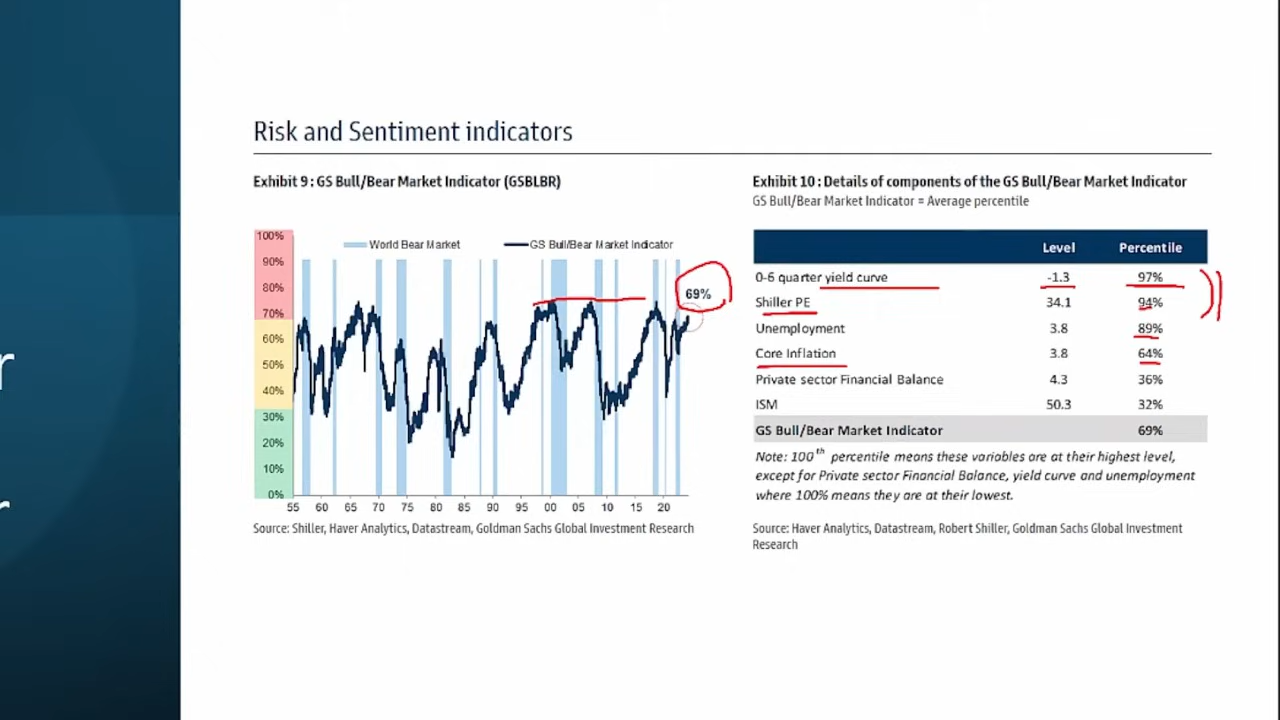 r
r
Risk and Sentiment indicators
Exhibit 9 : GS Bull/Bear Market Indicator (GSBLBR)
100%
90%
80%
70%
60%
50%
40%
30%
20%
10%
0%
World Bear Market
GS Bull/Bear Market Indicator
69%
55 60 65 70 75 80 85 90 95 00 05 10 15 20
Source: Shiller, Haver Analytics, Datastream, Goldman Sachs Global Investment Research
Exhibit 10 : Details of components of the GS Bull/Bear Market Indicator
GS Bull/Bear Market Indicator = Average percentile
Level Percentile
0-6 quarter yield curve -1.3 97%
Shiller PE 34.1 94%
Unemployment 3.8 89%
Core Inflation 3.8 64%
Private sector Financial Balance 4.3 36%
ISM 50.3 32%
GS Bull/Bear Market Indicator 69%
Note: 100th percentile means these variables are at their highest level,
except for Private sector Financial Balance, yield curve and unemployment
where 100% means they are at their lowest.
Source: Haver Analytics, Datastream, Robert Shiller, Goldman Sachs Global Investment
Research